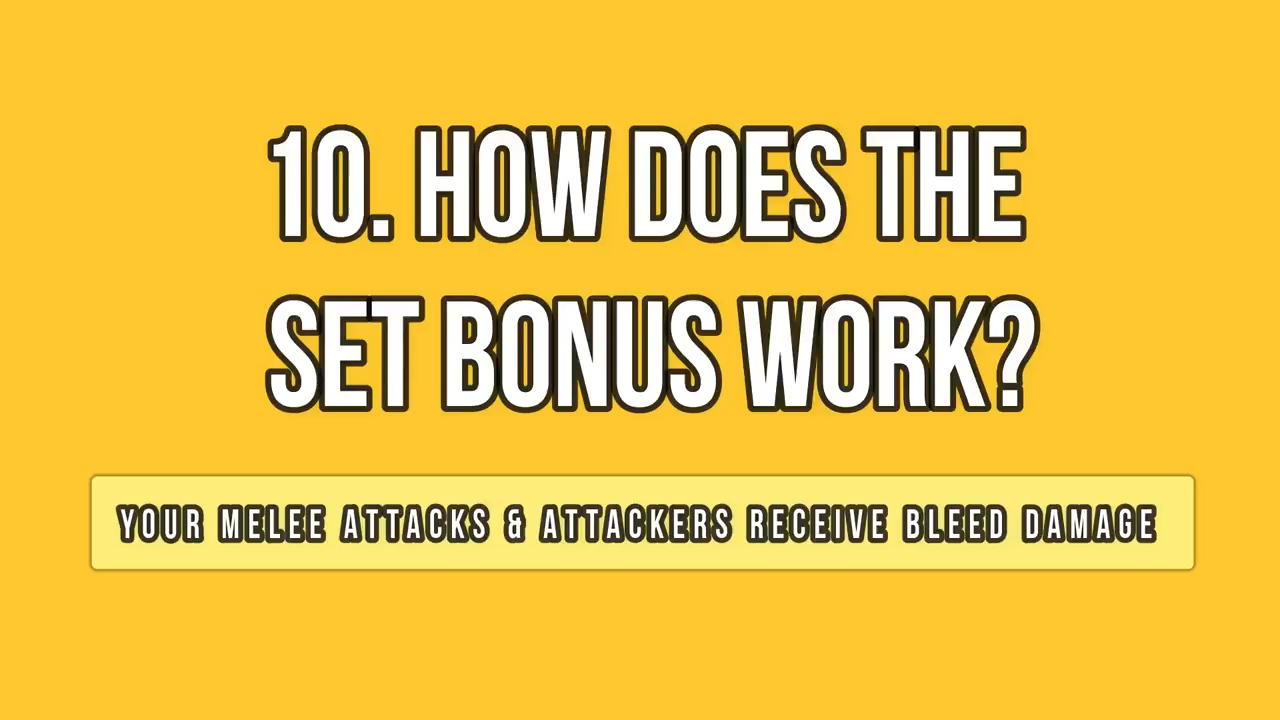 10. HOW DOES THE
SET BONUS WORK?
YOUR MELEE ATTACKS & ATTACKERS RECEIVE BLEED DAMAGE